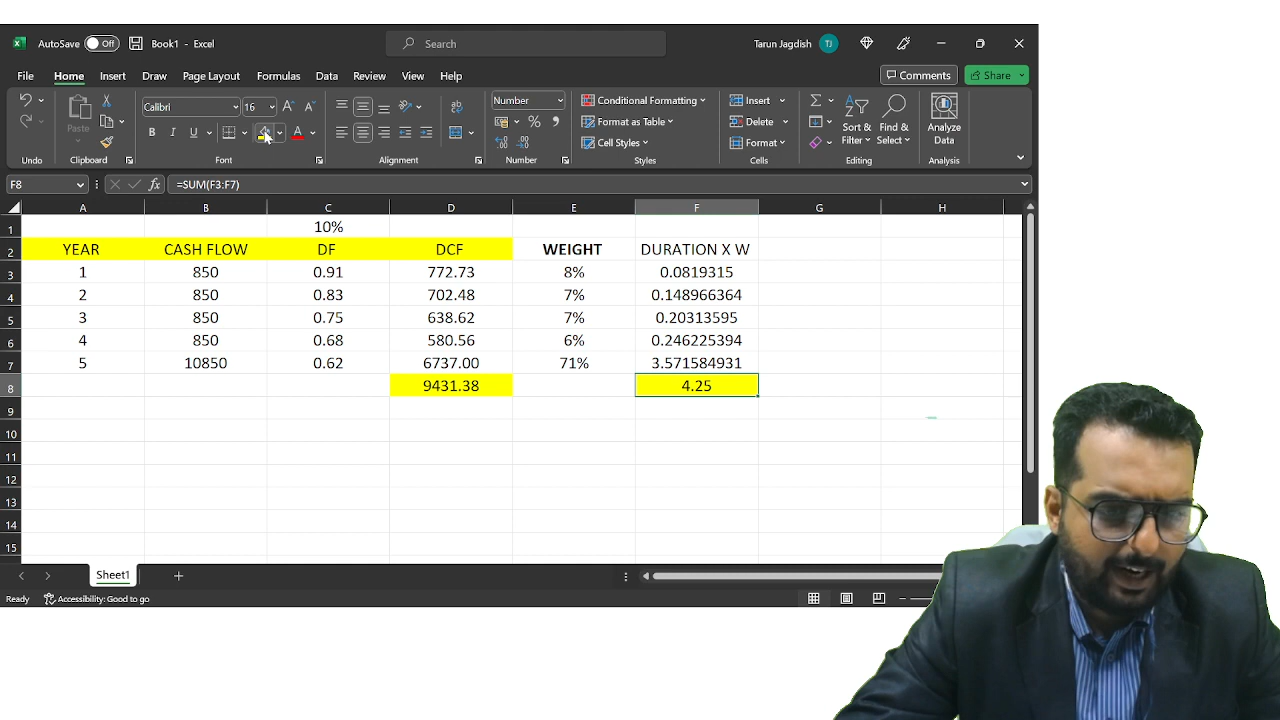 AutoSave Off Book1 - Excel Search Tarun Jagdish TJ
File Home Insert Draw Page Layout Formulas Data Review View Help Comments Share
Paste Calibri 16 B I U A Number % Conditional Formatting Format as Table Cell Styles Insert Delete Format Sort & Filter Find & Select Analyze Data
Undo Clipboard Font Alignment Number Styles Cells Editing Analysis
F8 fx =SUM(F3:F7)
A B C D E F G H
1 10%
2 YEAR CASH FLOW DF DCF WEIGHT DURATION X W
3 1 850 0.91 772.73 8% 0.0819315
4 2 850 0.83 702.48 7% 0.148966364
5 3 850 0.75 638.62 7% 0.20313595
6 4 850 0.68 580.56 6% 0.246225394
7 5 10850 0.62 6737.00 71% 3.571584931
8 9431.38 4.25
9
10
11
12
13
14
15
Sheet1
Ready Accessibility: Good to go